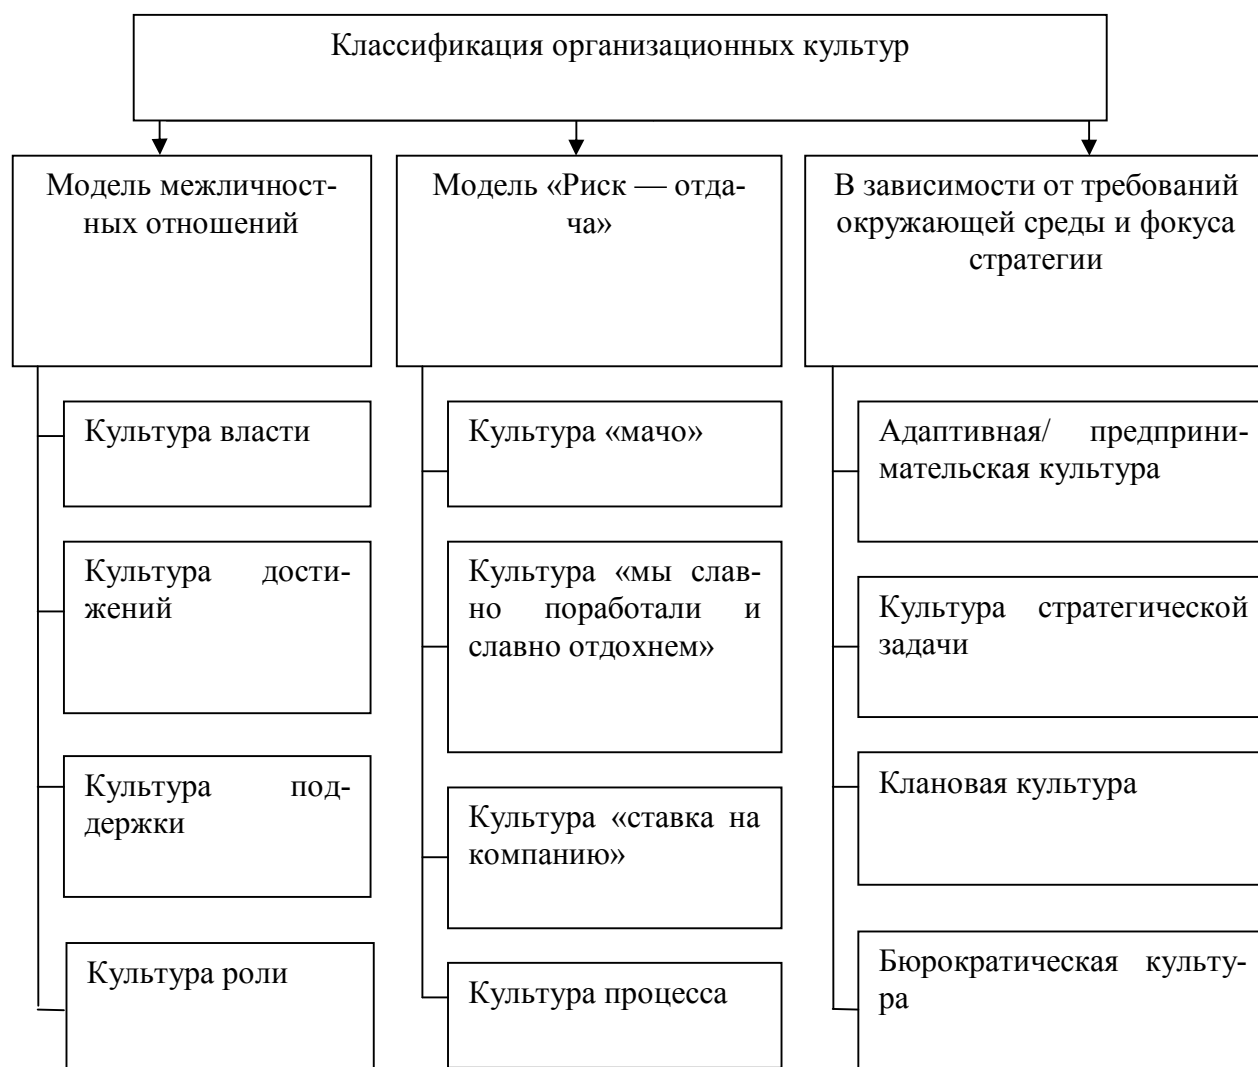 Классификация организационных культур
Модель межличност-
ных отношений
Культура власти
Культура дости-
жений
Культура под-
держки
Культура роли
Модель «Риск — отда-
ча»
Культура «мачо»
Культура «мы слав-
но поработали и
славно отдохнем»
Культура «ставка на
компанию»
Культура процесса
В зависимости от требований
окружающей среды и фокуса
стратегии
Адаптивная/ предприни-
мательская культура
Культура стратегической
задачи
Клановая культура
Бюрократическая культу-
ра